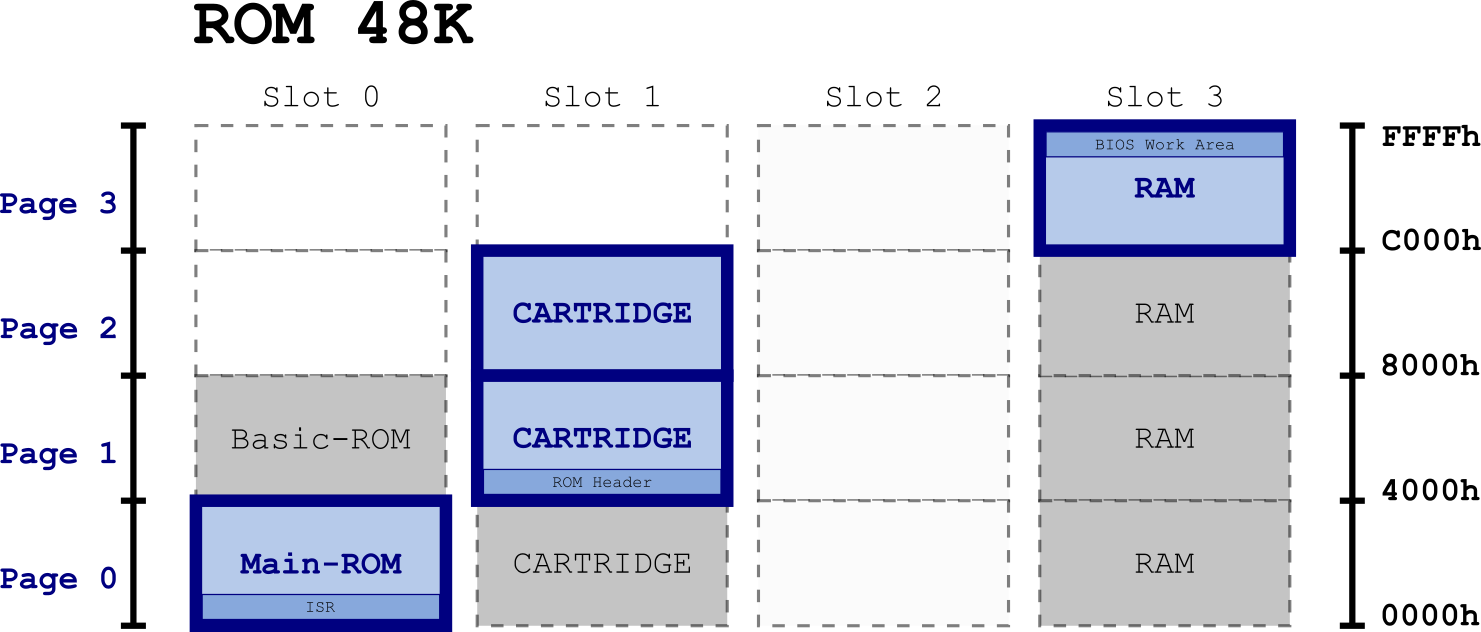 ROM 48K
Slot 0 Slot 1 Slot 2 Slot 3
FFFFh
BIOS Work Area
RAM
Page 3
C000h
CARTRIDGE RAM
Page 2
8000h
Basic-ROM CARTRIDGE RAM
Page 1
ROM Header
4000h
Main-ROM CARTRIDGE RAM
Page 0
ISR
0000h